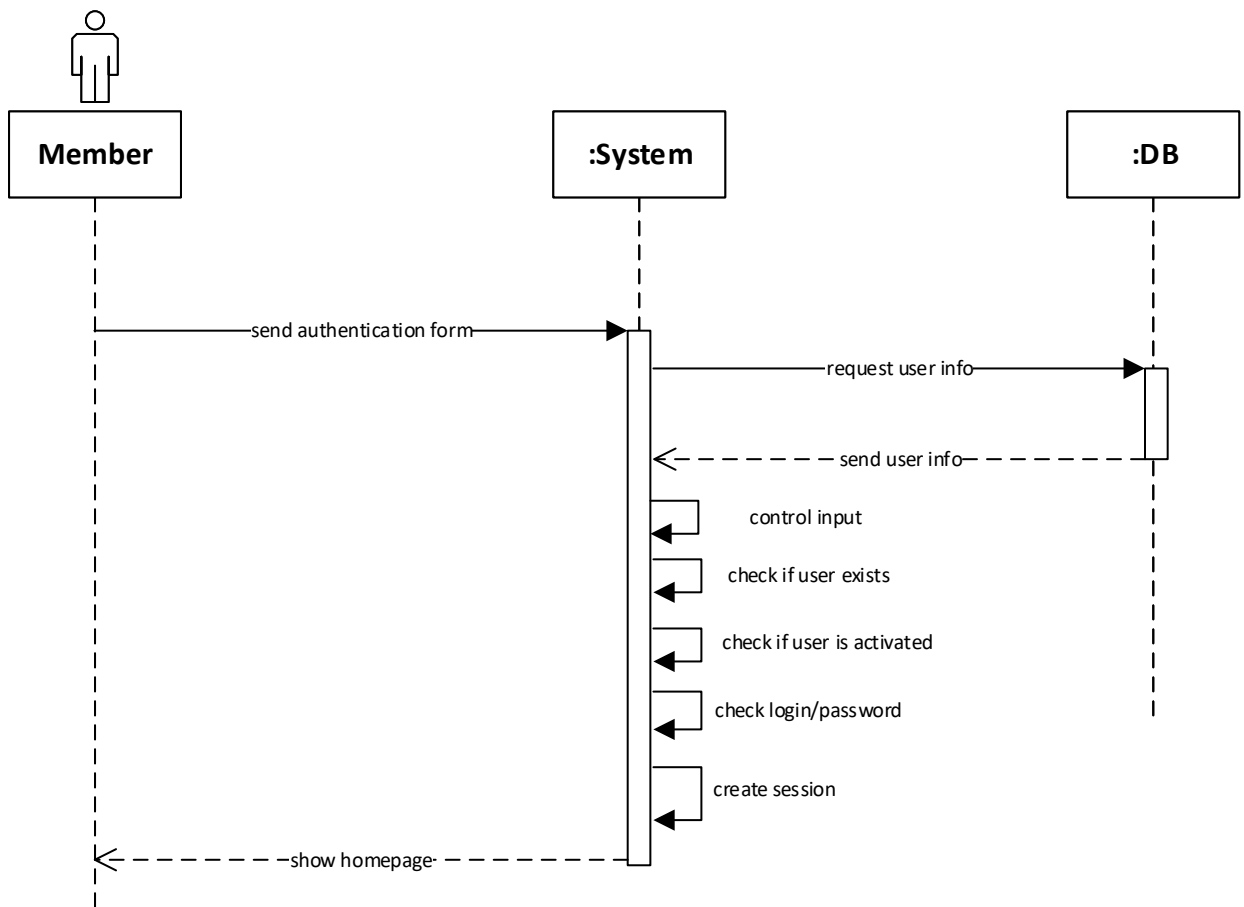 Member
:System
:DB
send authentication form
request user info
send user info
control input
check if user exists
check if user is activated
check login/password
create session
show homepage